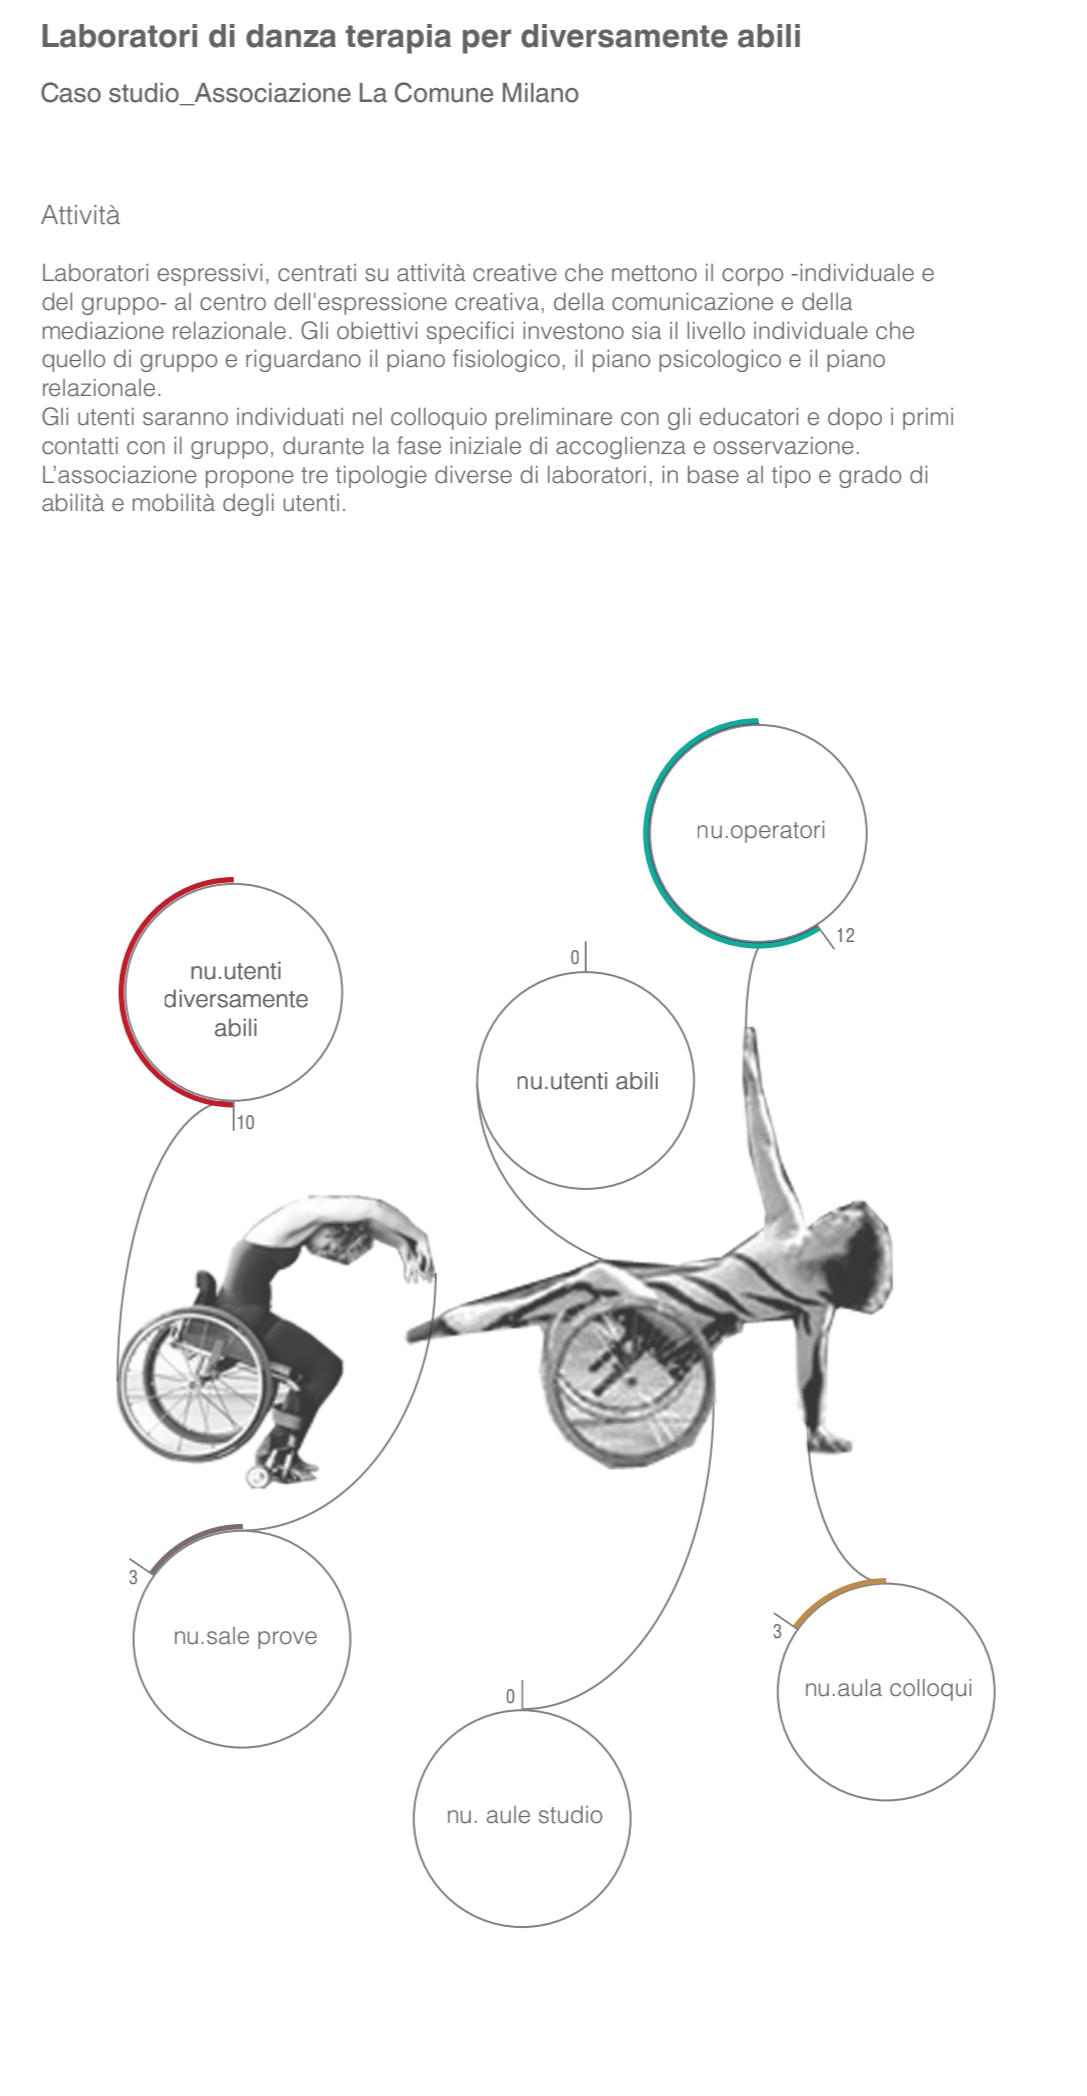 Laboratori di danza terapia per diversamente abili
Caso studio_Associazione La Comune Milano
Attività
Laboratori espressivi, centrati su attività creative che mettono il corpo -individuale e
del gruppo- al centro dell'espressione creativa, della comunicazione e della
mediazione relazionale. Gli obiettivi specifici investono sia il livello individuale che
quello di gruppo e riguardano il piano fisiologico, il piano psicologico e il piano
relazionale.
Gli utenti saranno individuati nel colloquio preliminare con gli educatori e dopo i primi
contatti con il gruppo, durante la fase iniziale di accoglienza e osservazione.
L’associazione propone tre tipologie diverse di laboratori, in base al tipo e grado di
abilità e mobilità degli utenti.
nu.operatori
12
nu.utenti
diversamente
abili
10
0
nu.utenti abili
3
nu.sale prove
0
nu. aule studio
3
nu.aula colloqui